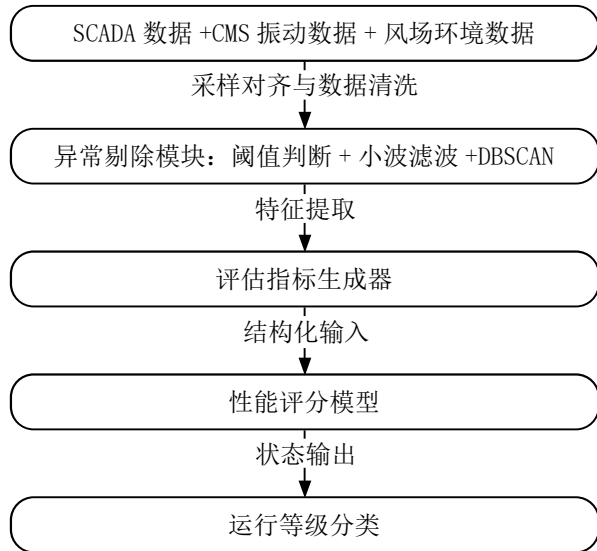 SCADA 数据 +CMS 振动数据 + 风场环境数据
采样对齐与数据清洗
异常剔除模块：阈值判断 + 小波滤波 +DBSCAN
特征提取
评估指标生成器
结构化输入
性能评分模型
状态输出
运行等级分类